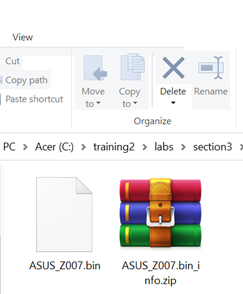 View
Cut
Copy path
Paste shortcut
Move to
Copy to
Delete
Rename
Organize
PC > Acer (C:) > training2 > labs > section3 >
ASUS_Z007.bin
ASUS_Z007.bin_i
nfo.zip